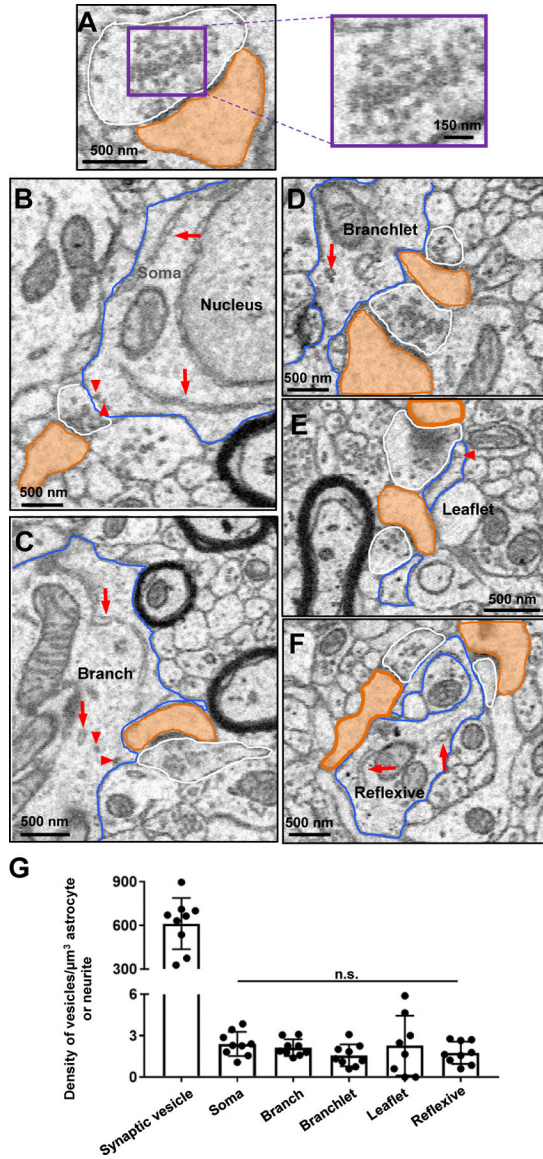 A
500 nm
150 nm
B
Soma
Nucleus
500 nm
C
Branch
500 nm
D
Branchlet
500 nm
E
Leaflet
500 nm
F
Reflexive
500 nm
G
Density of vesicles/µm³ astrocyte
or neurite
900
600
300
6
3
0
n.s.
Synaptic vesicle
Soma
Branch
Branchlet
Leaflet
Reflexive